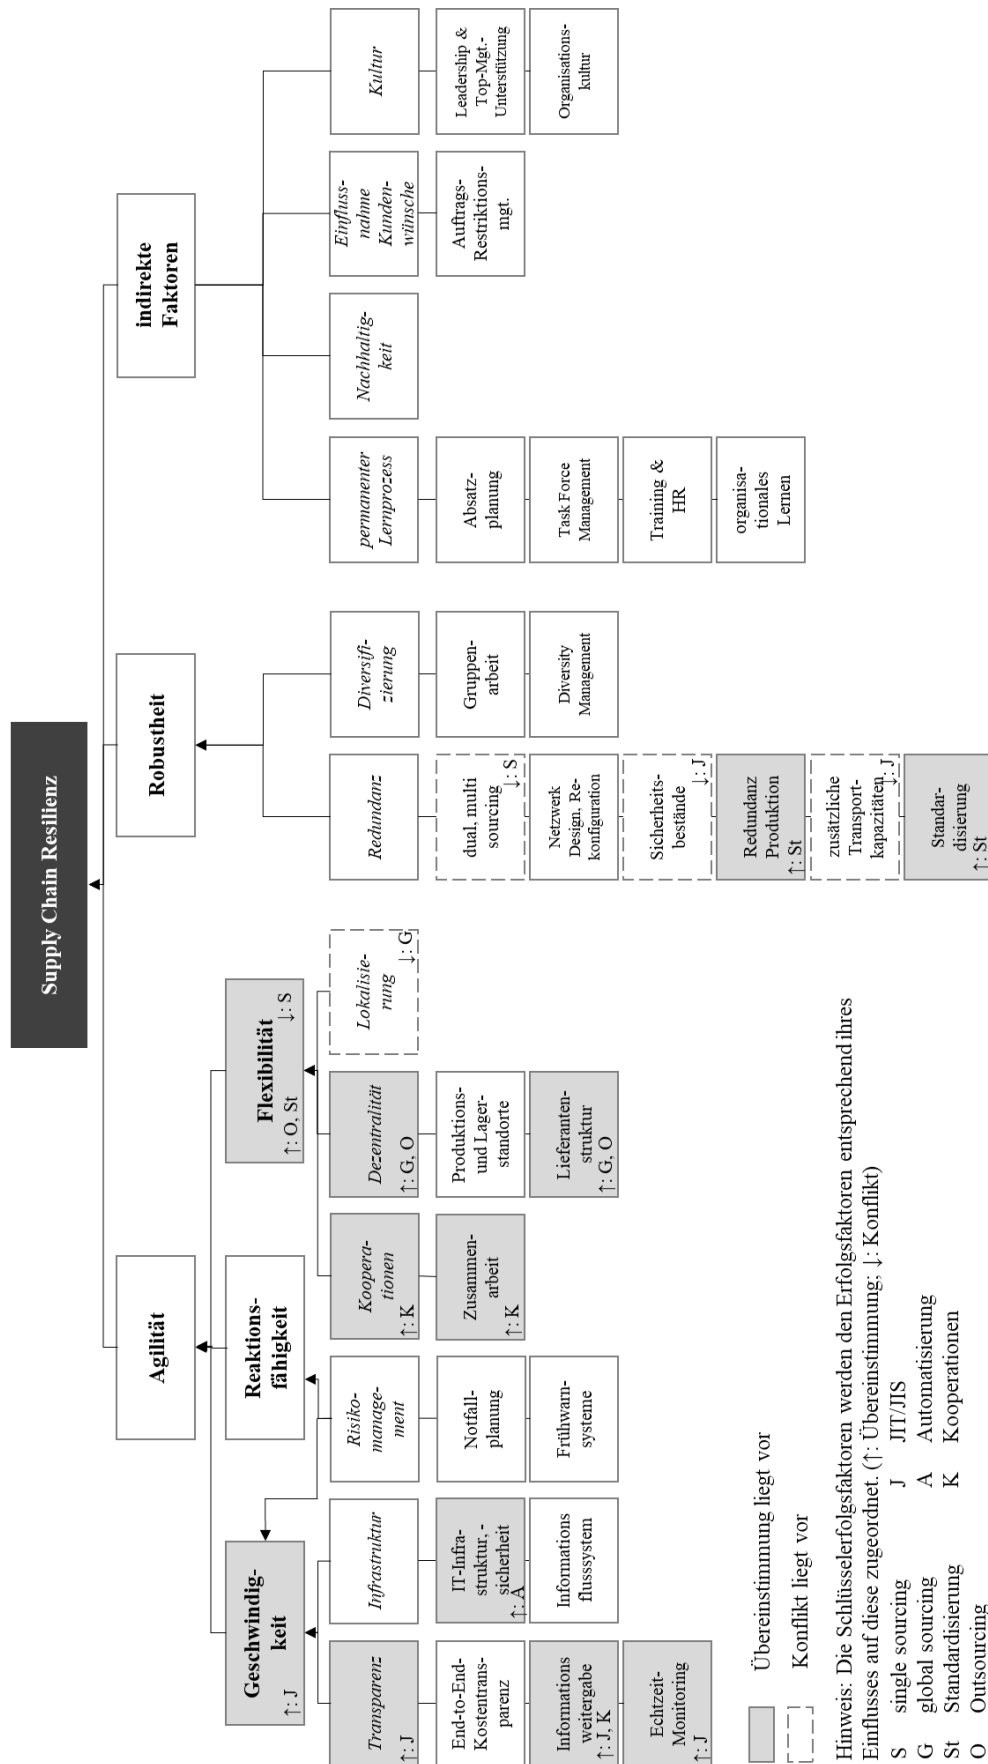 Supply Chain Resilienz
Agilität
Robustheit
indirekte
Faktoren
Geschwindig-
keit
↑: J
Reaktions-
fähigkeit
Flexibilität
↑: O, St
↓: S
Transparenz
↑: J
Infrastruktur
Risiko-
manage-
ment
Koopera-
tionen
↑: K
Dezentralität
↑: G, O
Lokalisie-
rung
↓: G
Redundanz
Diversifi-
zierung
permanenter
Lernprozess
Nachhaltig-
keit
Einfluss-
nahme
Kunden-
wünsche
Kultur
End-to-End-
Kostentrans-
parenz
IT-Infra-
struktur, -
sicherheit
↑: A
Notfall-
planung
Zusammen-
arbeit
↑: K
Produktions-
und Lager-
standorte
dual, multi
sourcing
↓: S
Gruppen-
arbeit
Absatz-
planung
Auftrags-
Restriktions-
mgt.
Leadership &
Top-Mgt.-
Unterstützung
Informations
weitergabe
↑: J, K
Informations
flusssystem
Frühwarn-
systeme
Lieferanten-
struktur
↑: G, O
Netzwerk
Design, Re-
konfiguration
Diversity
Management
Task Force
Management
Organisations-
kultur
Echtzeit-
Monitoring
↑: J
Sicherheits-
bestände
↓: J
Training &
HR
Redundanz
Produktion
↑: St
organisa-
tionales
Lernen
zusätzliche
Transport-
kapazitäten
↓: J
Standar-
disierung
↑: St
Übereinstimmung liegt vor
Konflikt liegt vor
Hinweis: Die Schlüsselerfolgsfaktoren werden den Erfolgsfaktoren entsprechend ihres
Einflusses auf diese zugeordnet. (↑: Übereinstimmung; ↓: Konflikt)
S single sourcing J JIT/JIS
G global sourcing A Automatisierung
St Standardisierung K Kooperationen
O Outsourcing